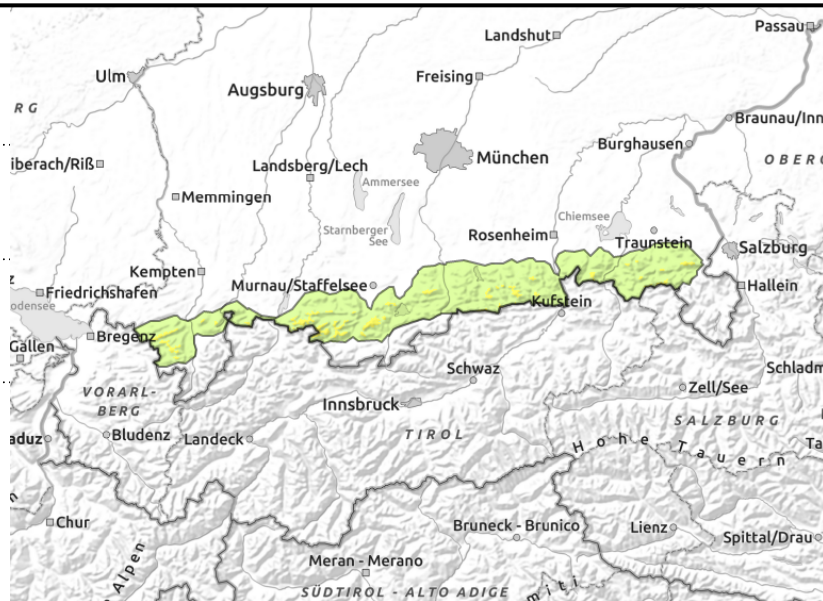 Passau
Landshut
Ulm
Freising
Augsburg
RG
Braunau/Inn
Burghausen
iberach/Riß
Landsberg/Lech
München
OBER
Ammersee
Memmingen
Starnberger
See
Chiemsee
Rosenheim
Traunstein
Salzburg
Kempten
Murnau/Staffelsee
Hallein
z
Friedrichshafen
odensee
Kufstein
Bregenz
Gallen
Schwaz
Schladm
VORARL-
BERG
Zell/See
Innsbruck
SALZBURG
aduz
Bludenz
Landeck
TIROL
Hohe Tauern
Ta
n
Chur
Bruneck - Brunico
Lienz
Spittal/Drau
Alpen
Meran - Merano
SÜDTIROL - ALTO ADIGE
miti